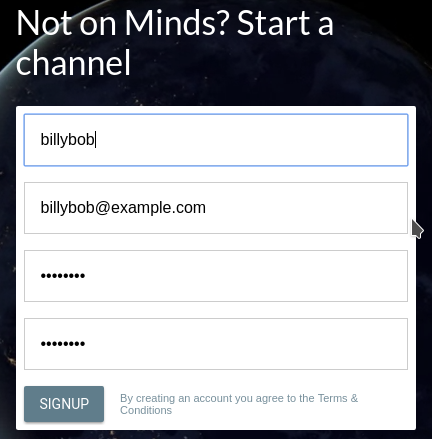 Not on Minds? Start a
channel
billybob
billybob@example.com
••••••••
••••••••
SIGNUP
By creating an account you agree to the Terms &
Conditions